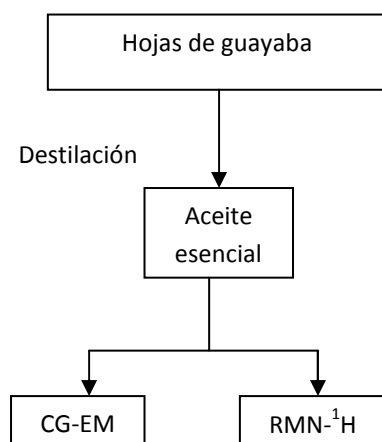 Hojas de guayaba
Destilación
Aceite
esencial
CG-EM
RMN-¹H